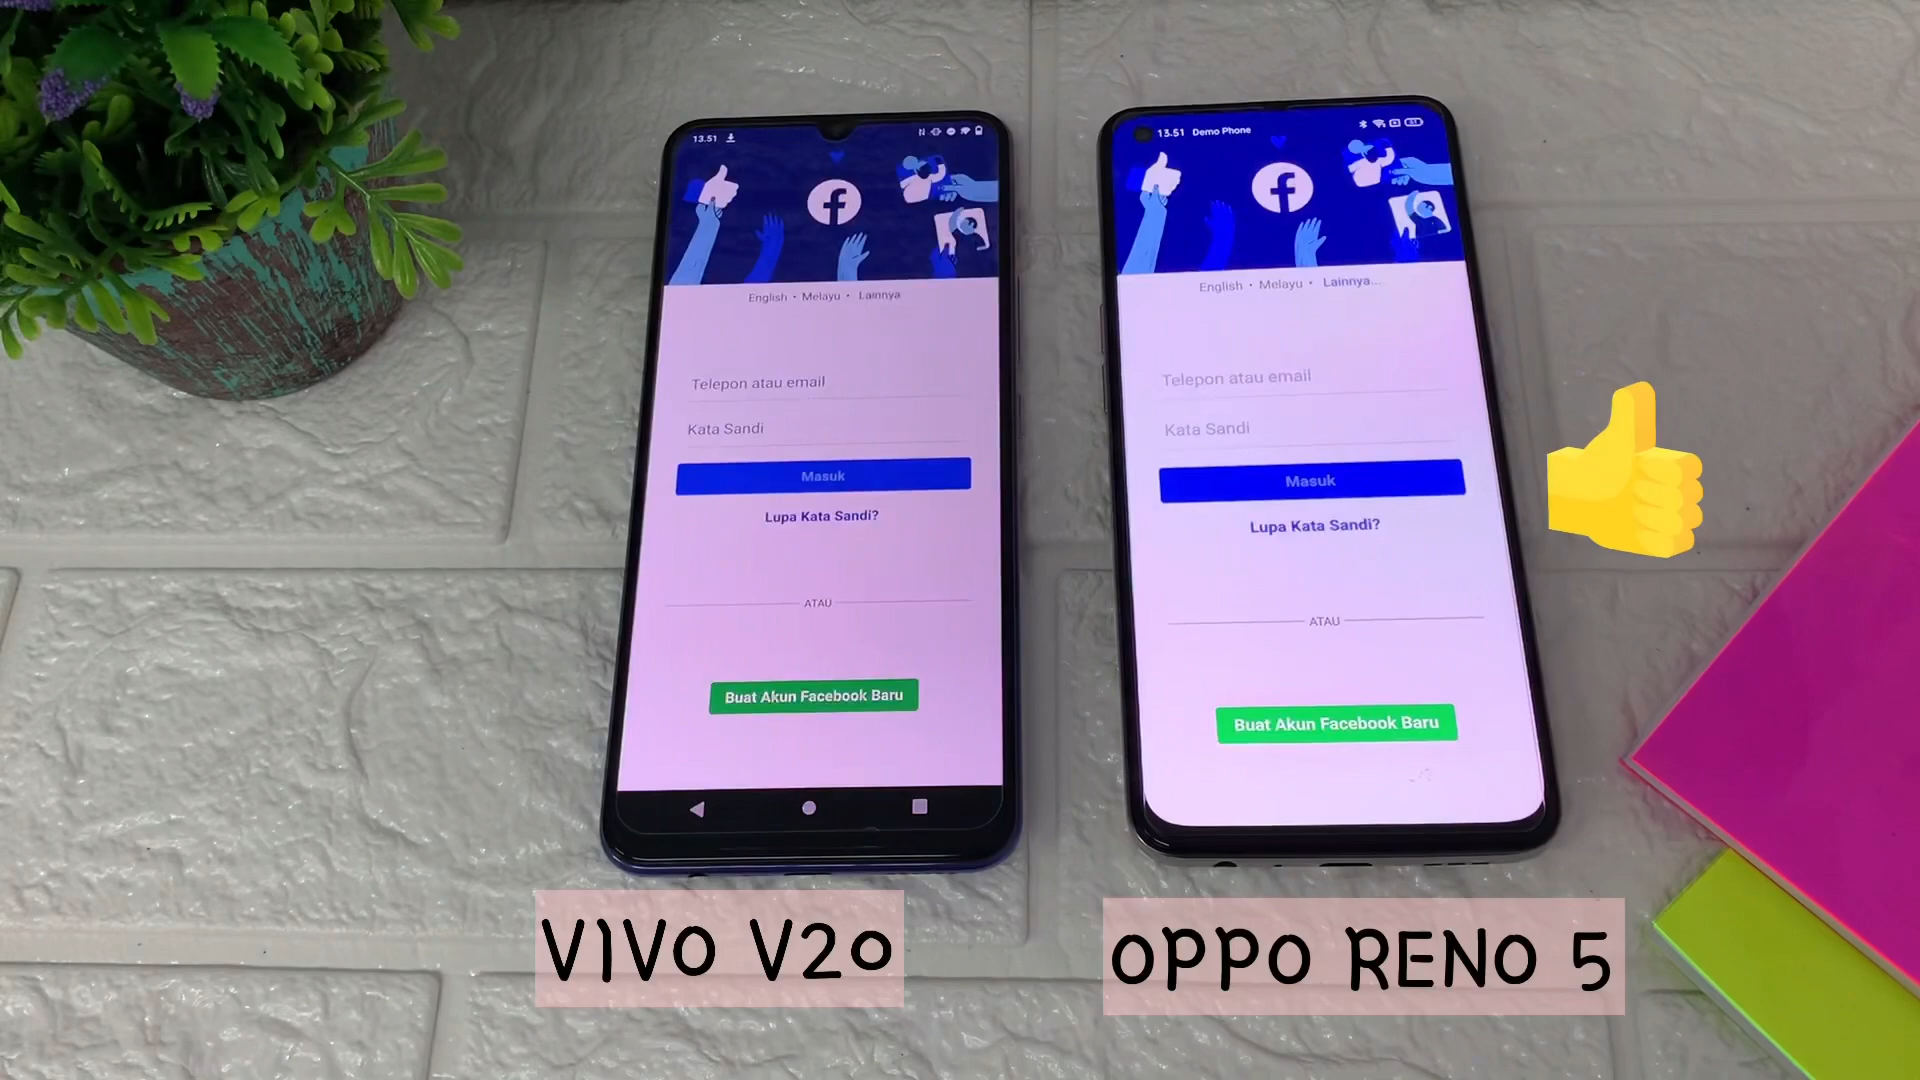 13.51
English • Melayu • Lainnya
Telepon atau email
Kata Sandi
Masuk
Lupa Kata Sandi?
ATAU
Buat Akun Facebook Baru
VIVO V20
13.51 Demo Phone
English • Melayu • Lainnya...
Telepon atau email
Kata Sandi
Masuk
Lupa Kata Sandi?
ATAU
Buat Akun Facebook Baru
OPPO RENO 5